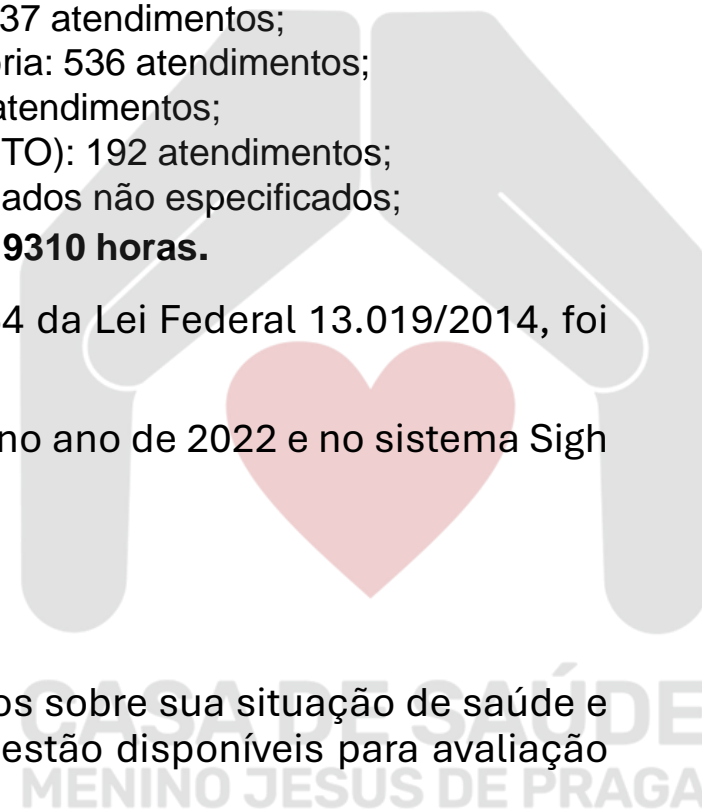 37 atendimentos;
ria: 536 atendimentos;
atendimentos;
TO): 192 atendimentos;
ados não especificados;
9310 horas.
4 da Lei Federal 13.019/2014, foi
no ano de 2022 e no sistema Sigh
os sobre sua situação de saúde e
estão disponíveis para avaliação
CASA DE SAÚDE
MENINO JESUS DE PRAGA